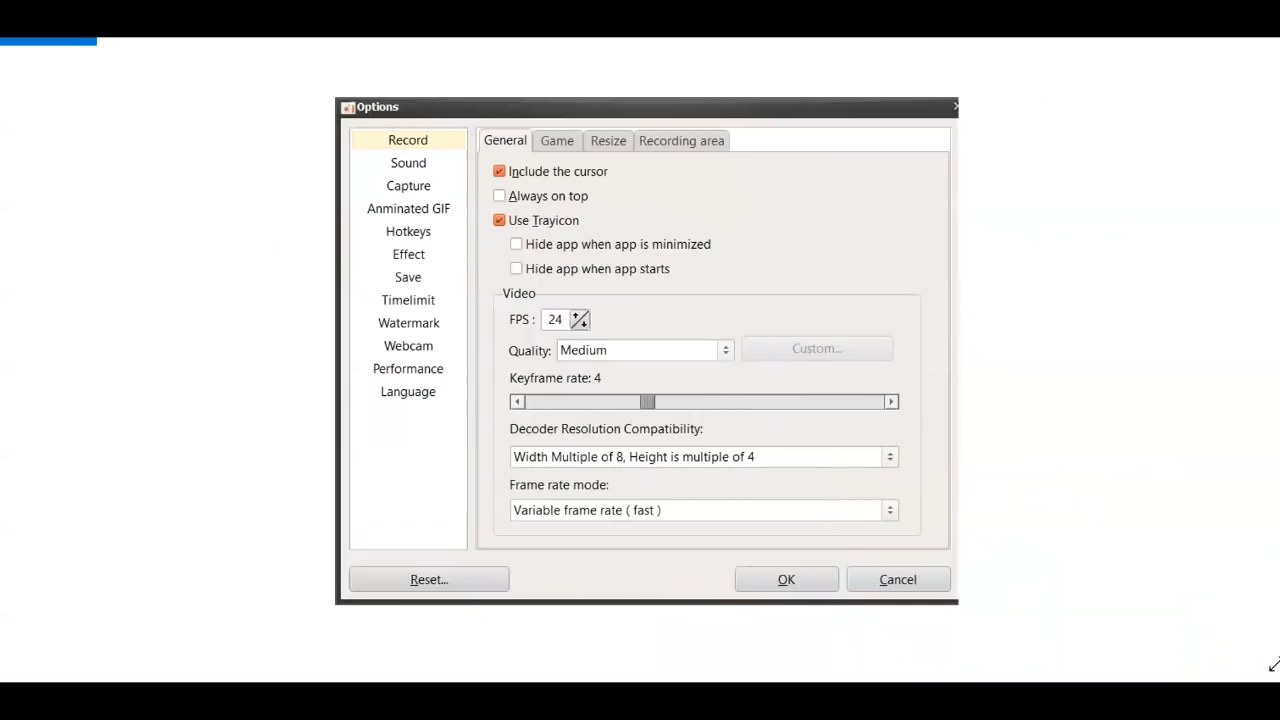 Options
Record
Sound
Capture
Anminated GIF
Hotkeys
Effect
Save
Timelimit
Watermark
Webcam
Performance
Language
General Game Resize Recording area
Include the cursor
Always on top
Use Trayicon
Hide app when app is minimized
Hide app when app starts
Video
FPS : 24
Quality: Medium Custom...
Keyframe rate: 4
Decoder Resolution Compatibility:
Width Multiple of 8, Height is multiple of 4
Frame rate mode:
Variable frame rate ( fast )
Reset... OK Cancel